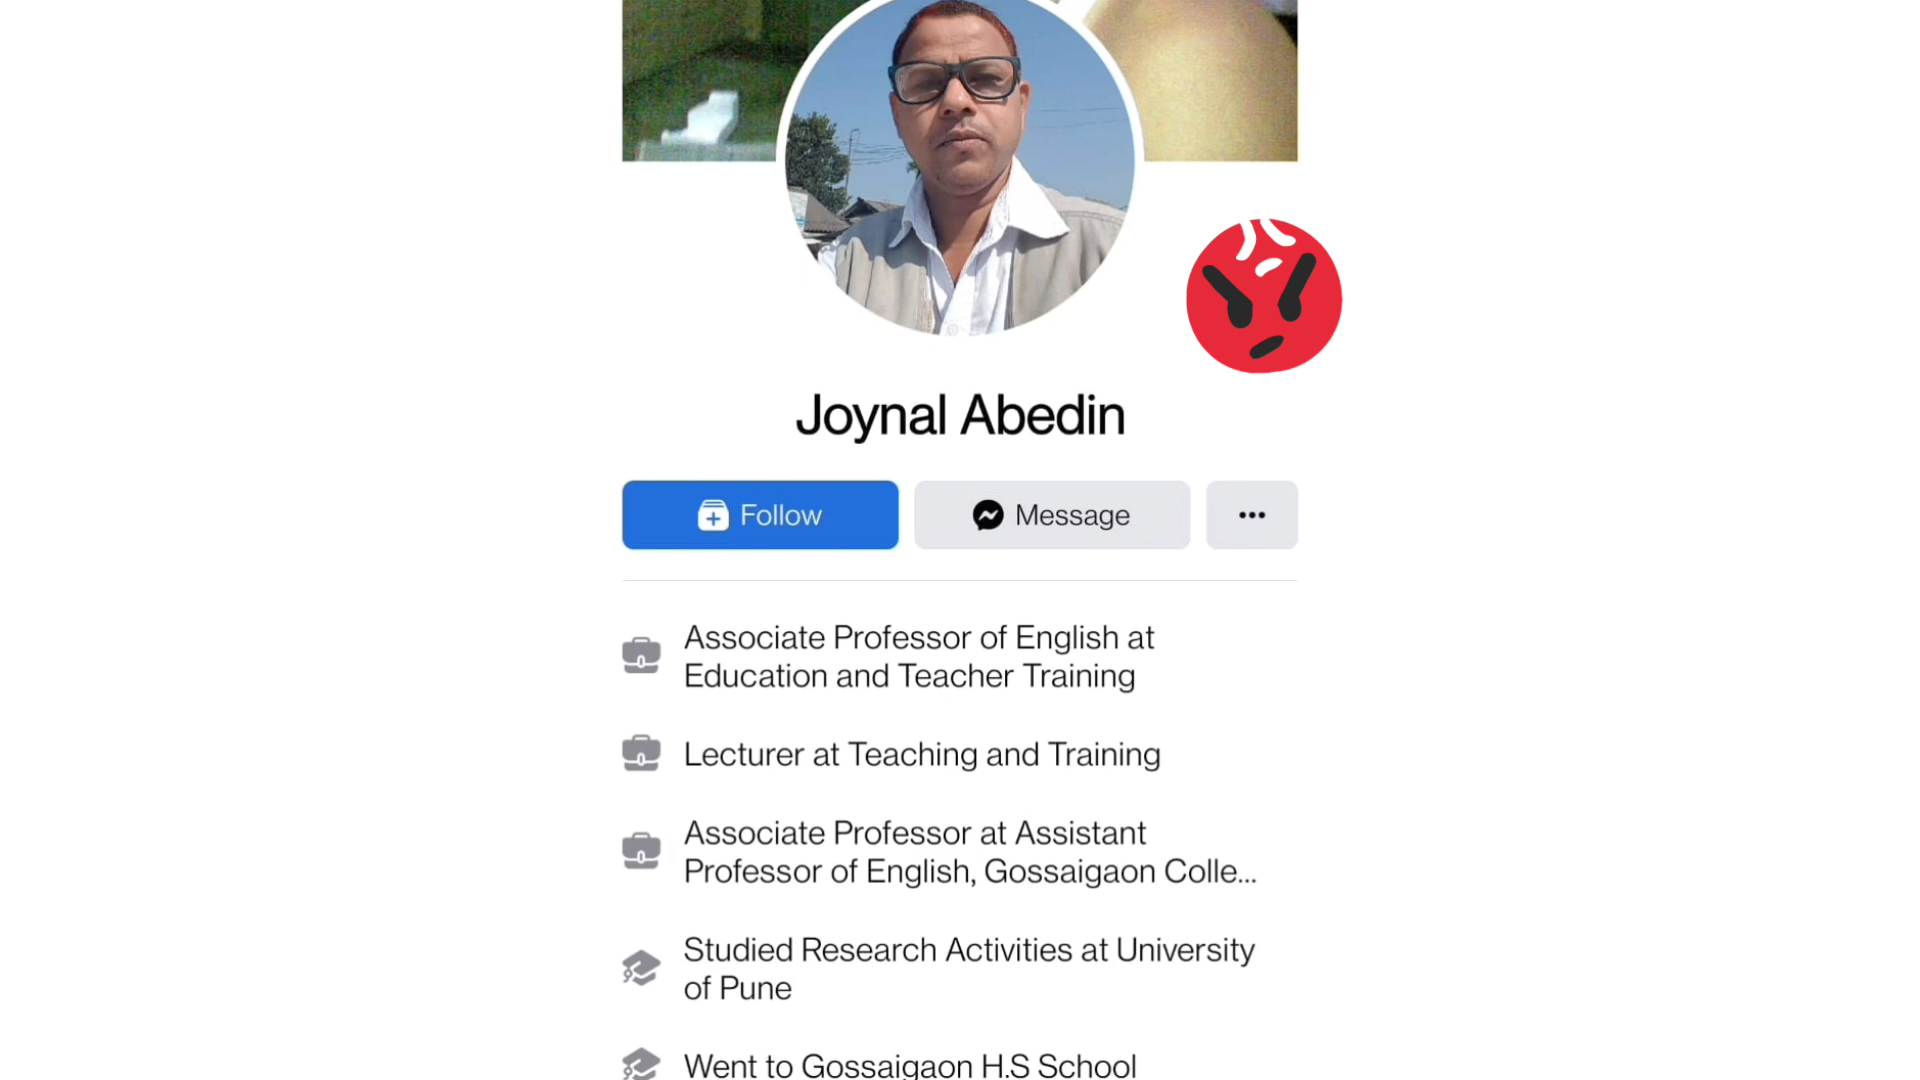 Joynal Abedin
Follow
Message
Associate Professor of English at
Education and Teacher Training
Lecturer at Teaching and Training
Associate Professor at Assistant
Professor of English, Gossaigaon Colle...
Studied Research Activities at University
of Pune
Went to Gossaigaon H.S School